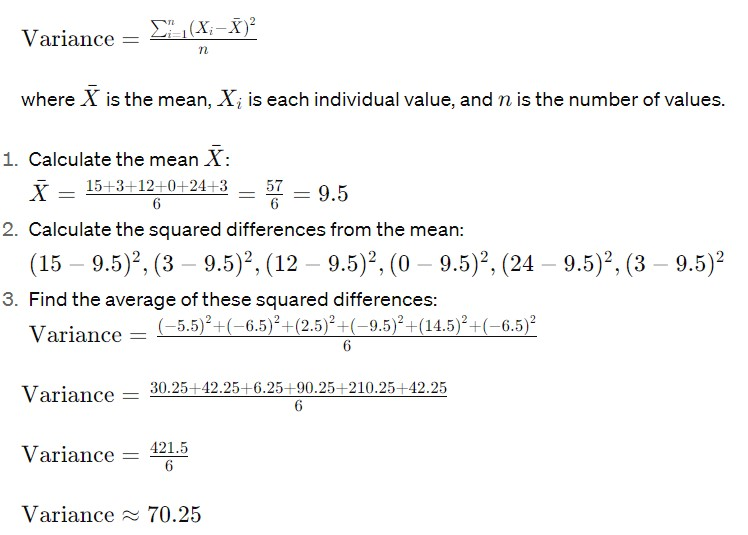 Variance = \frac{\sum_{i=1}^{n}(X_i - \bar{X})^2}{n}
where \bar{X} is the mean, X_i is each individual value, and n is the number of values.
1. Calculate the mean \bar{X}:
\bar{X} = \frac{15+3+12+0+24+3}{6} = \frac{57}{6} = 9.5
2. Calculate the squared differences from the mean:
(15 − 9.5)², (3 − 9.5)², (12 − 9.5)², (0 − 9.5)², (24 − 9.5)², (3 − 9.5)²
3. Find the average of these squared differences:
Variance = \frac{(-5.5)^2+(-6.5)^2+(2.5)^2+(-9.5)^2+(14.5)^2+(-6.5)^2}{6}
Variance = \frac{30.25+42.25+6.25+90.25+210.25+42.25}{6}
Variance = \frac{421.5}{6}
Variance ≈ 70.25